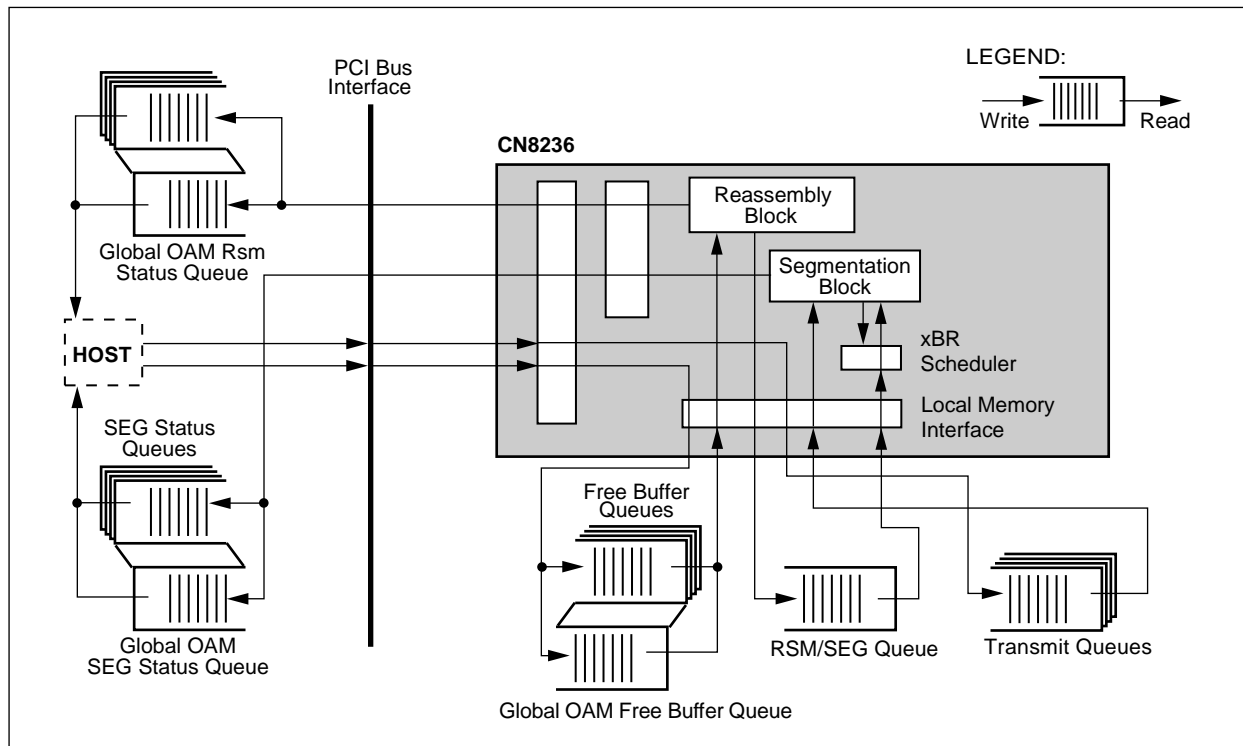 PCI Bus
Interface
LEGEND:
Write
Read
CN8236
Reassembly
Block
Global OAM Rsm
Status Queue
Segmentation
Block
HOST
xBR
Scheduler
Local Memory
Interface
SEG Status
Queues
Free Buffer
Queues
Global OAM
SEG Status Queue
RSM/SEG Queue
Transmit Queues
Global OAM Free Buffer Queue